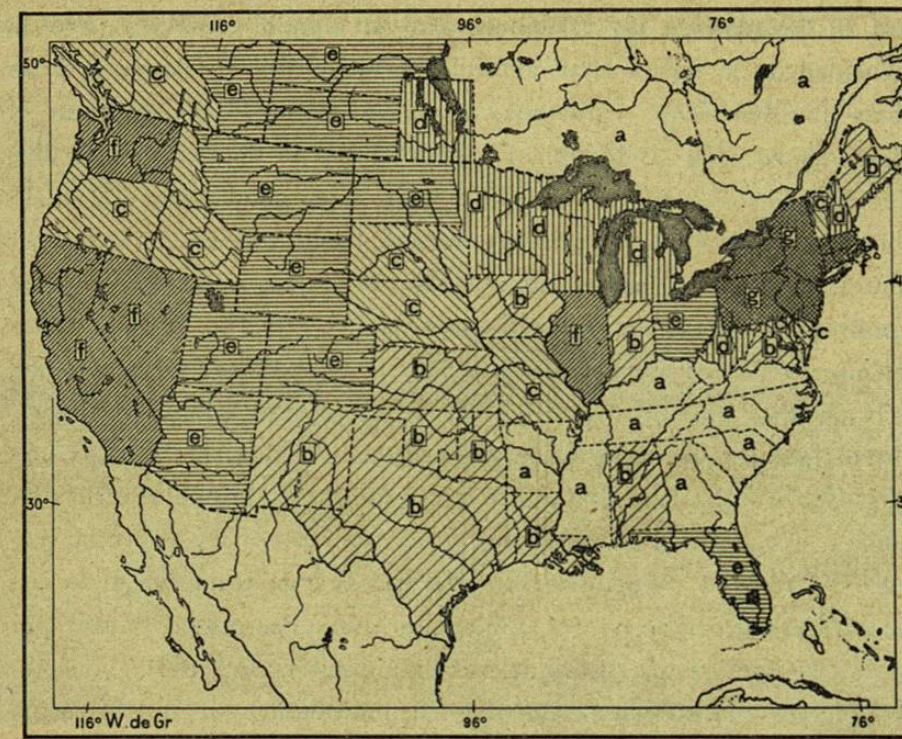 116° 96° 76°
50°
c e e a
e e d a
f b
e e d c d
c d g
c e c d f
g
f b e c
f f b d b
e e c
b c a
a a
e b b b a a
b a
30° b
b
e
a
116° W. de Gr 96° 76°